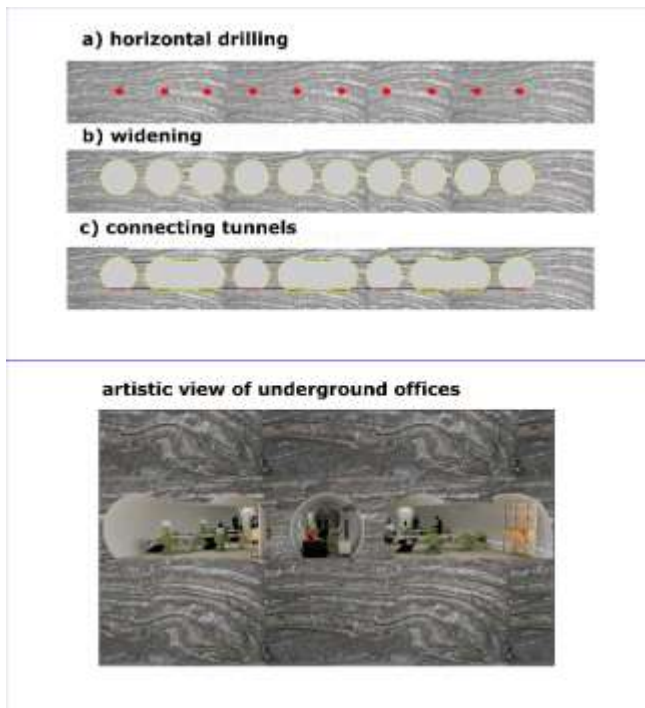 a) horizontal drilling
b) widening
c) connecting tunnels
artistic view of underground offices